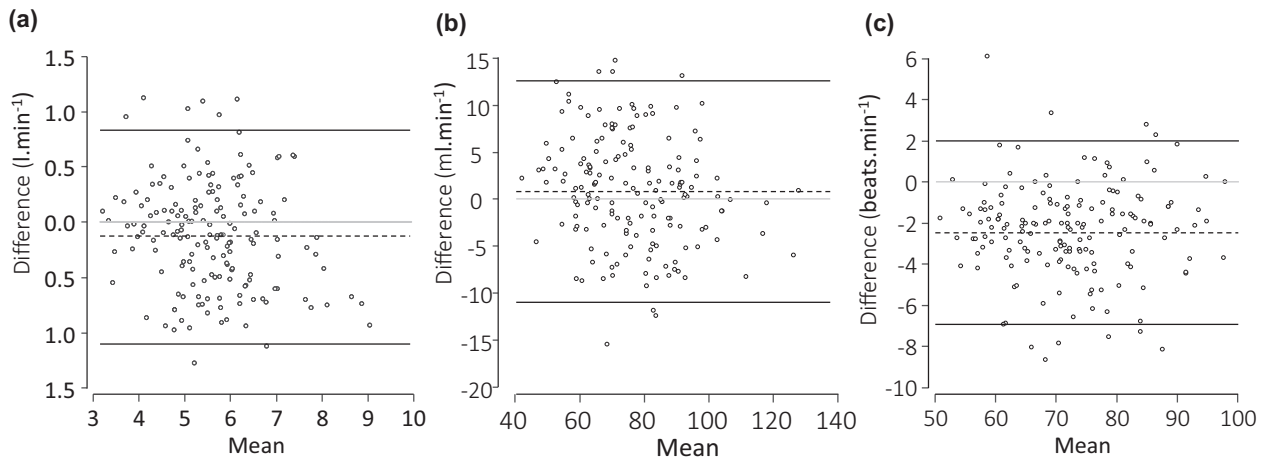 (a)
Difference (l.min-1)
1.5
1.0
0.5
0.0
0.5
1.0
1.5
3 4 5 6 7 8 9 10
Mean
(b)
Difference (ml.min-1)
15
10
5
0
-5
-10
-15
-20
40 60 80 100 120 140
Mean
(c)
Difference (beats.min-1)
6
4
2
0
-2
-4
-6
-8
-10
50 60 70 80 90 100
Mean